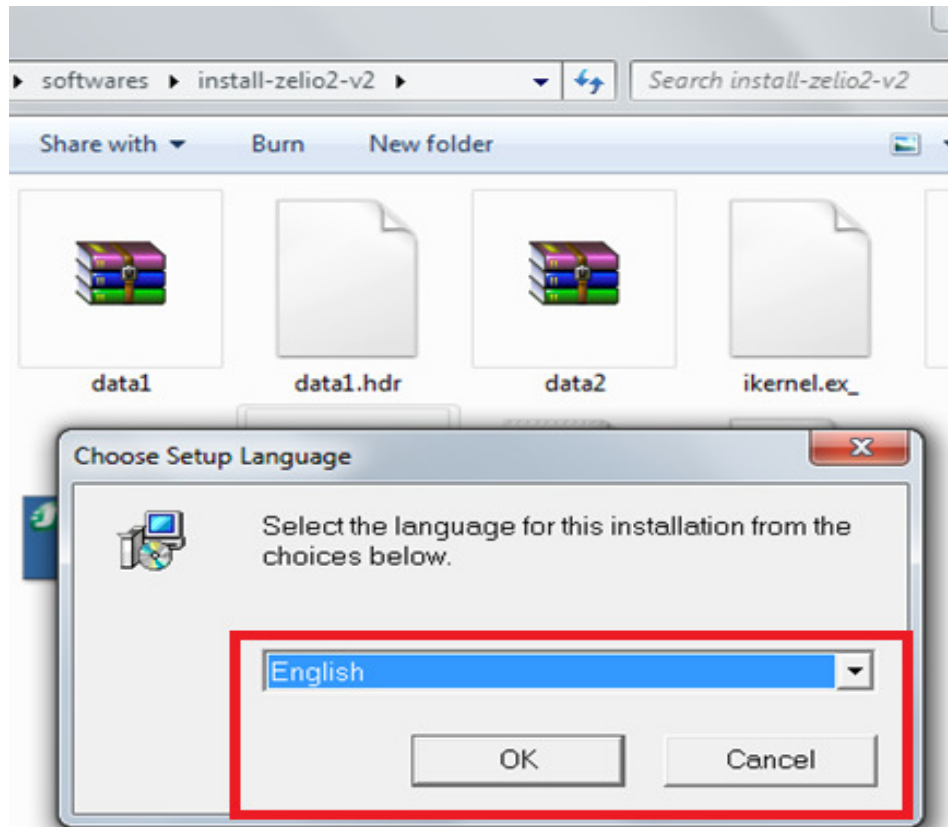 softwares install-zelio2-v2 Search install-zelio2-v2
Share with Burn New folder
data1 data1.hdr data2 ikernel.ex_
Choose Setup Language
Select the language for this installation from the
choices below.
English
OK Cancel